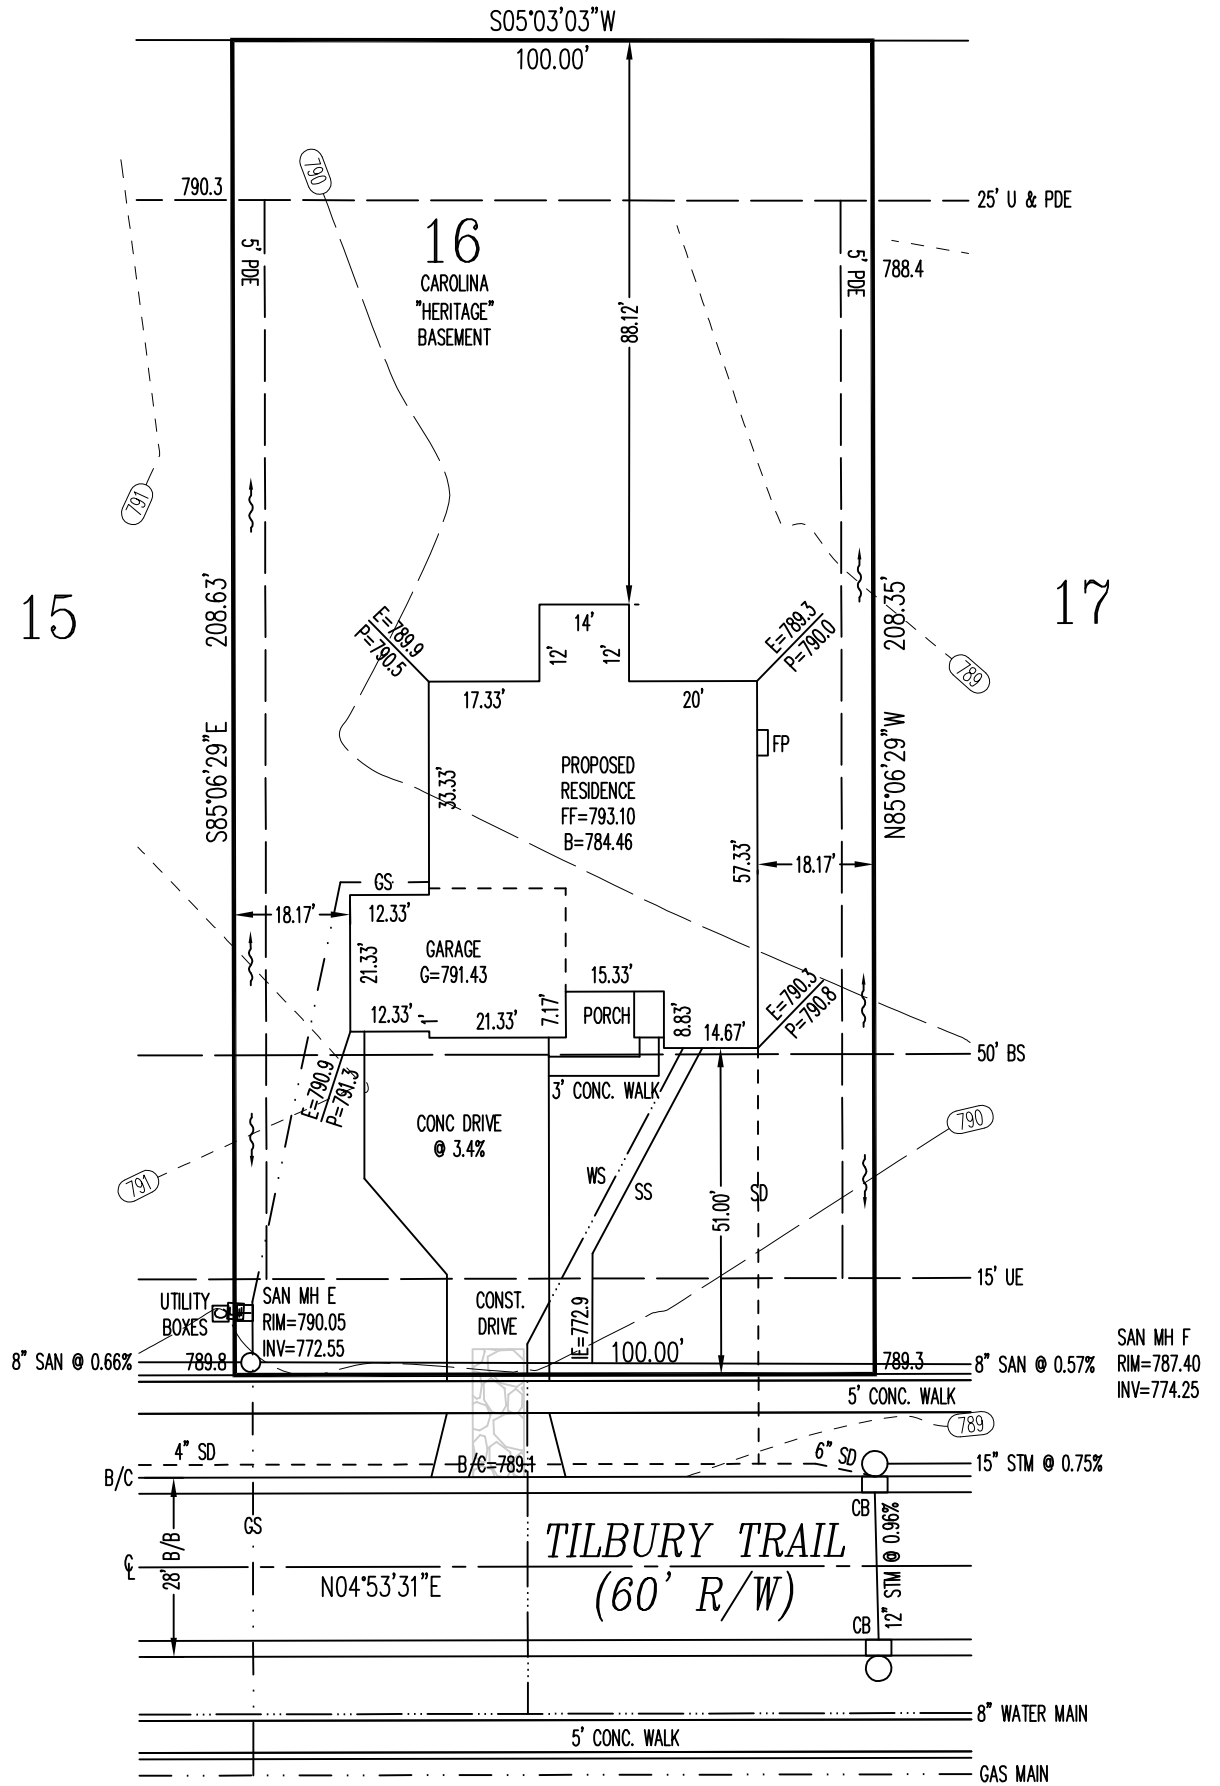 S05°03'03"W
100.00'
790
790.3
25' U & PDE
16
CAROLINA
"HERITAGE"
BASEMENT
5' PDE
5' PDE
788.4
88.12'
791
15
208.63'
S85°06'29"E
17
208.35'
N85°06'29"W
E=789.9
P=790.5
14'
12'
12'
E=789.3
P=790.0
789
17.33'
20'
FP
33.33'
PROPOSED
RESIDENCE
FF=793.10
B=784.46
57.33'
18.17'
GS
18.17'
12.33'
21.33'
GARAGE
G=791.43
15.33'
7.17'
PORCH
8.83'
E=790.3
P=790.8
12.33'
1'
21.33'
14.67'
50' BS
E=790.9
P=791.3
3' CONC. WALK
CONC DRIVE
@ 3.4%
790
791
WS
SS
51.00'
SD
15' UE
UTILITY
BOXES
SAN MH E
RIM=790.05
INV=772.55
CONST.
DRIVE
IE=772.9
100.00'
8" SAN @ 0.66%
789.8
789.3
8" SAN @ 0.57%
SAN MH F
RIM=787.40
INV=774.25
5' CONC. WALK
789
4" SD
B/C=789.1
6" SD
15" STM @ 0.75%
B/C
CB
GS
28' B/B
TILBURY TRAIL
(60' R/W)
12" STM @ 0.96%
℄
N04°53'31"E
CB
8" WATER MAIN
5' CONC. WALK
GAS MAIN